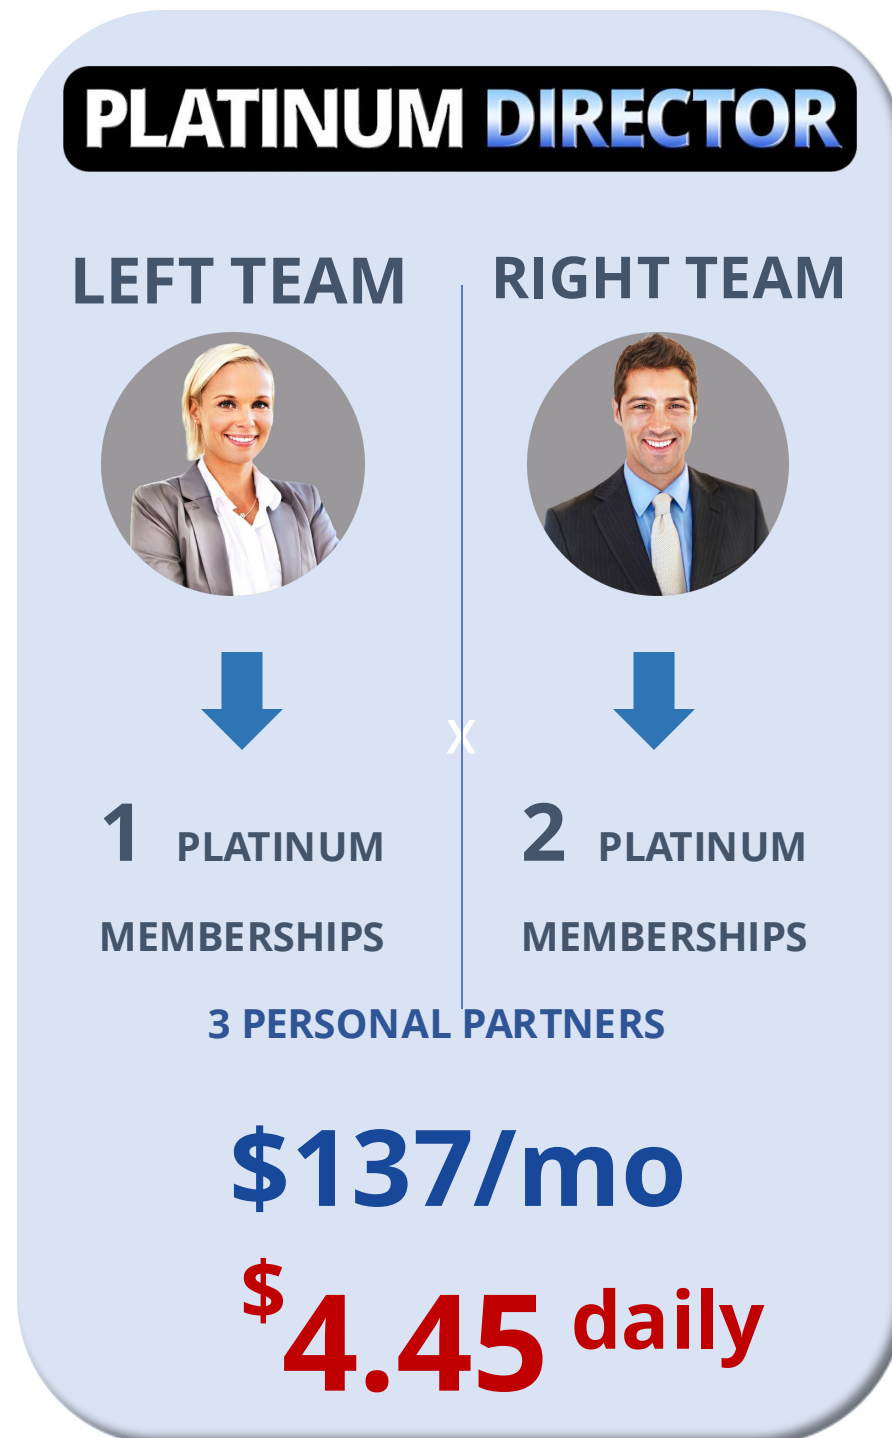 PLATINUM DIRECTOR
LEFT TEAM
RIGHT TEAM
X
1 PLATINUM
MEMBERSHIPS
2 PLATINUM
MEMBERSHIPS
3 PERSONAL PARTNERS
$137/mo
$4.45 daily